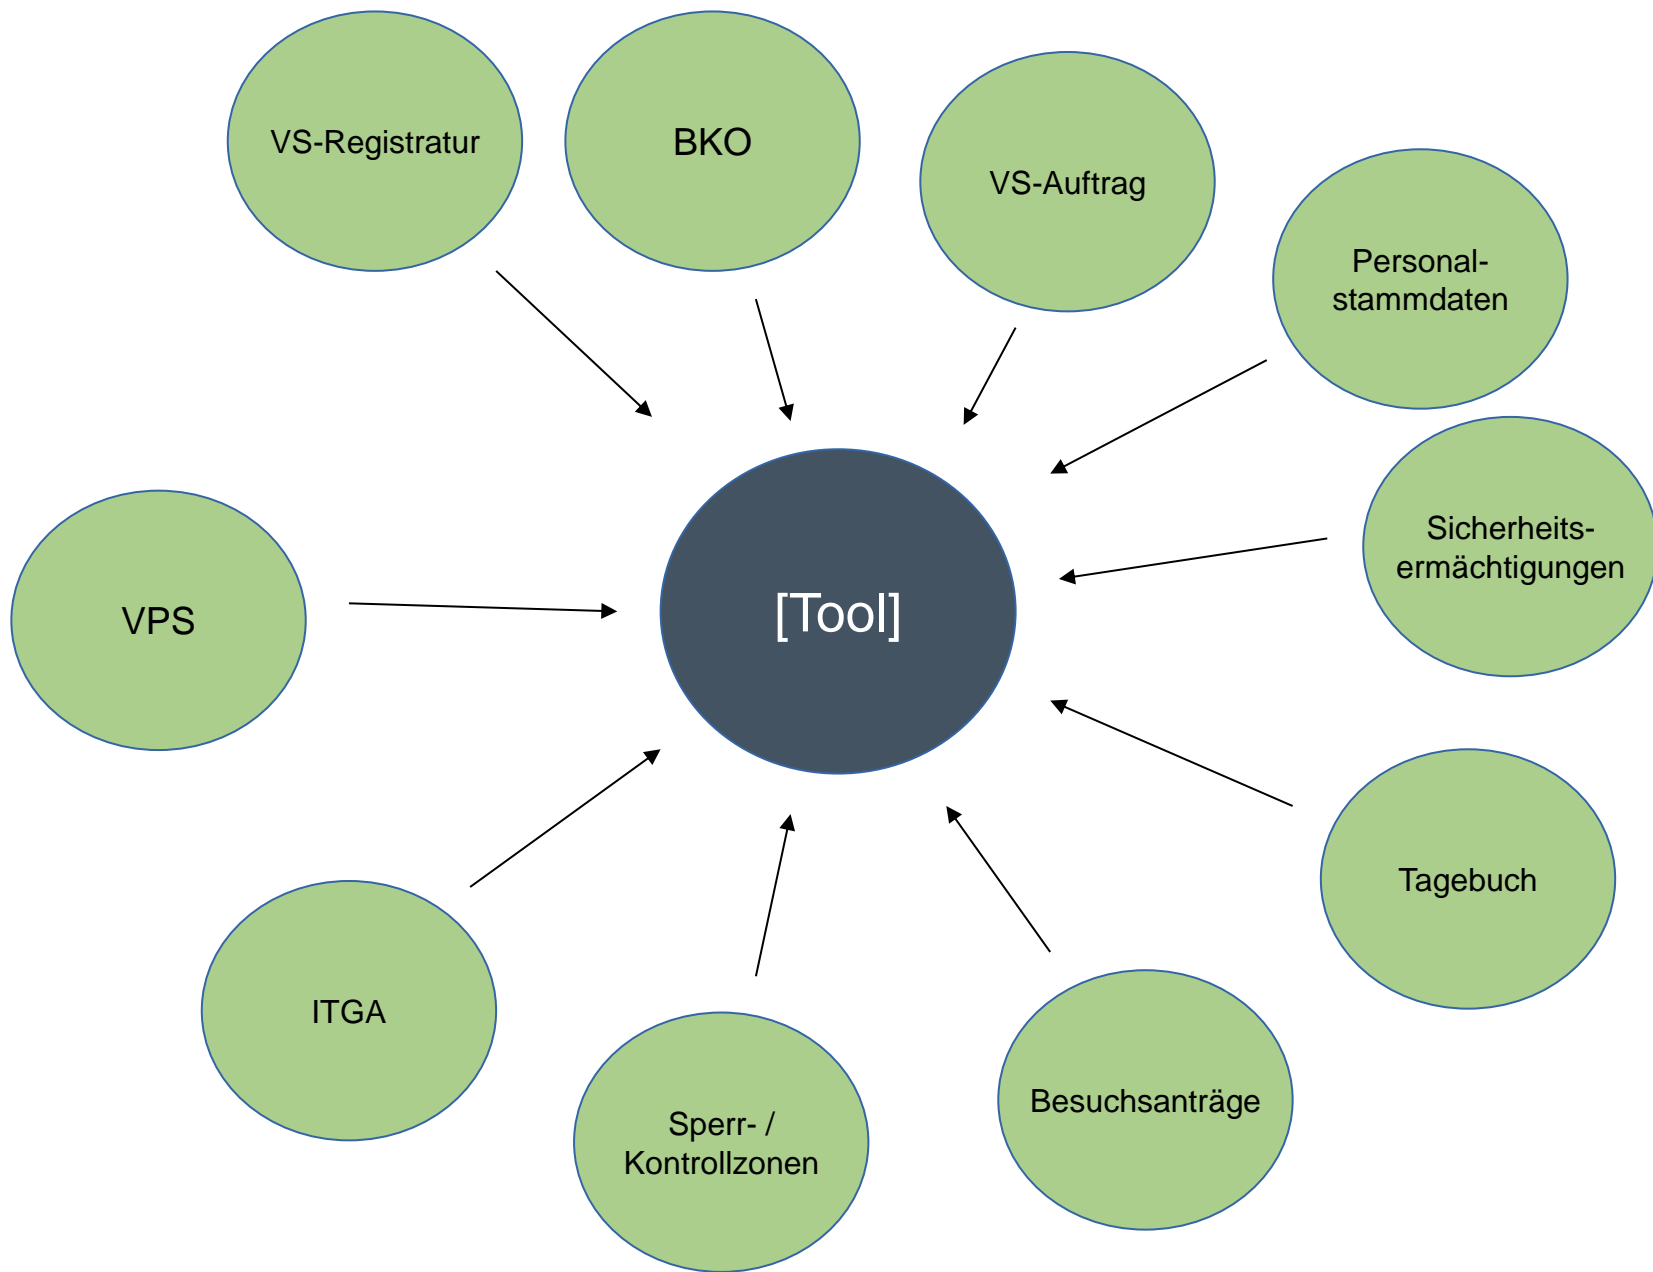 VS-Registratur
BKO
VS-Auftrag
Personal-
stammdaten
Sicherheits-
ermächtigungen
VPS
[Tool]
Tagebuch
ITGA
Besuchsanträge
Sperr- /
Kontrollzonen